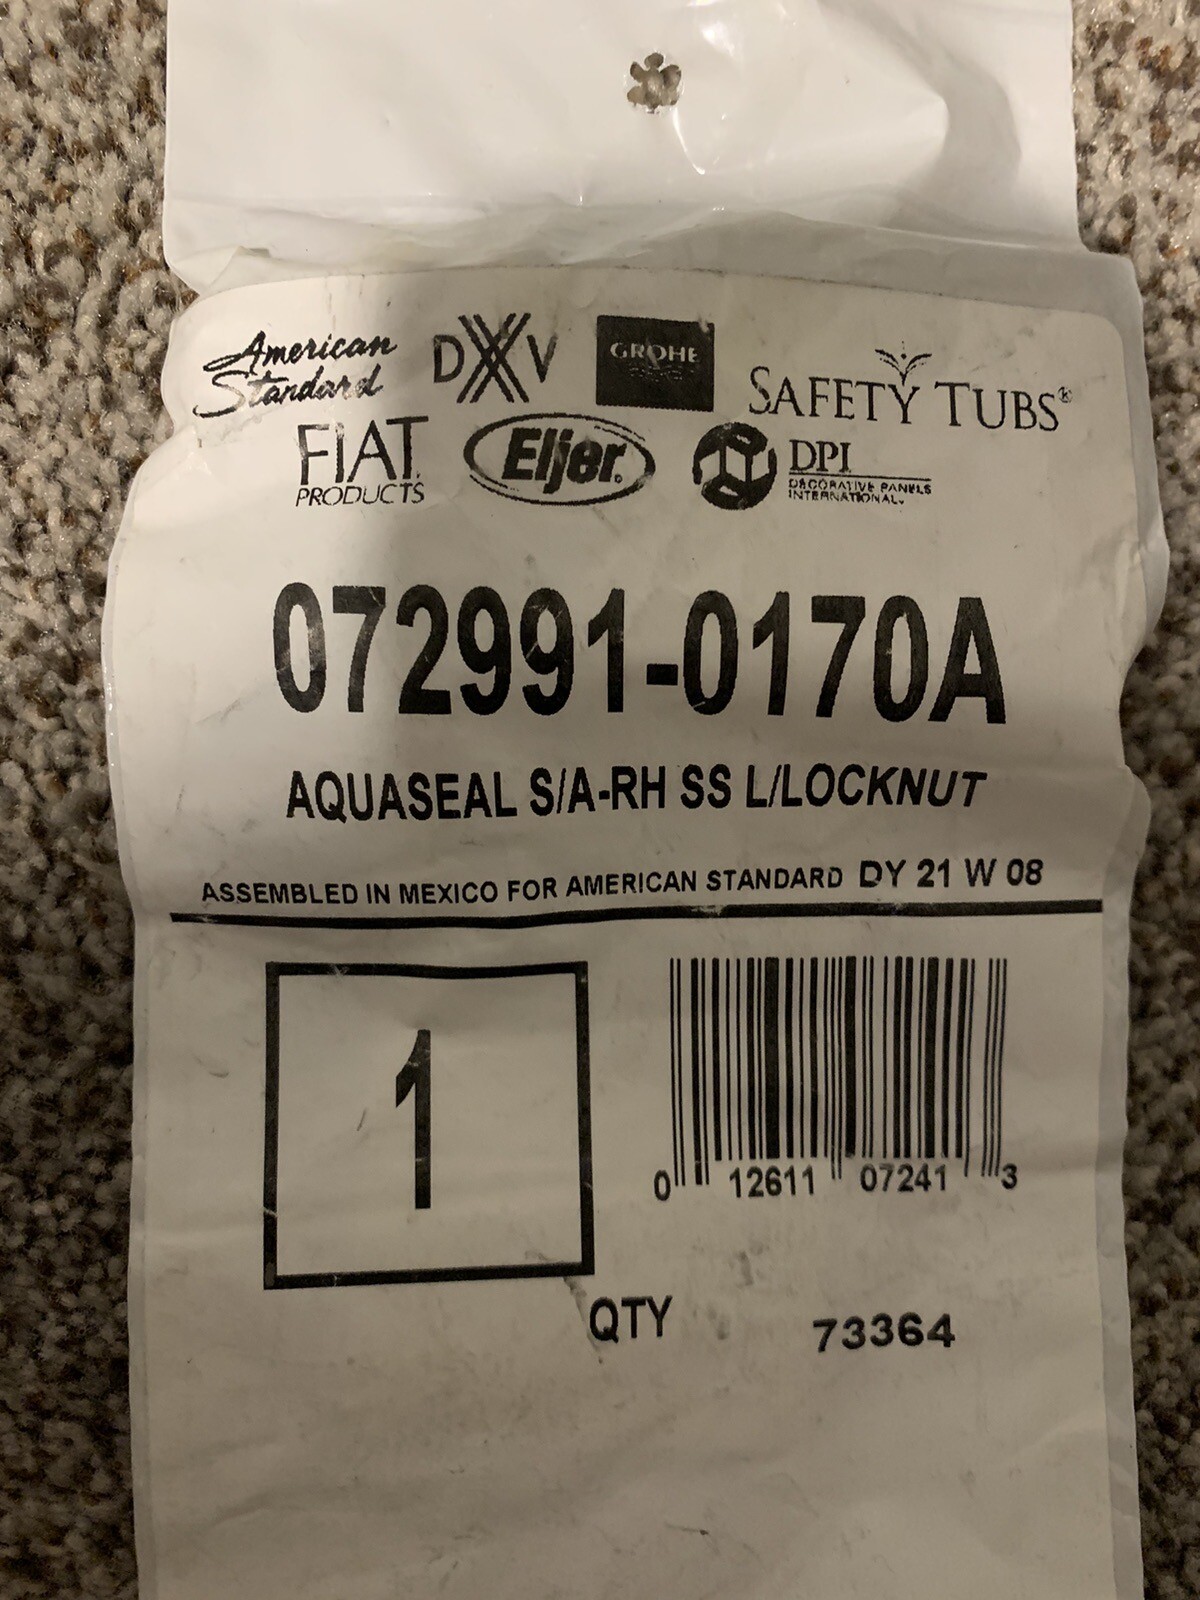 American Standard
DXV
GROHE
SAFETY TUBS®
FIAT PRODUCTS
Eljer®
DPI
DECORATIVE PANELS
INTERNATIONAL
072991-0170A
AQUASEAL S/A-RH SS L/LOCKNUT
ASSEMBLED IN MEXICO FOR AMERICAN STANDARD DY 21 W 08
1
0 12611 07241 3
QTY
73364